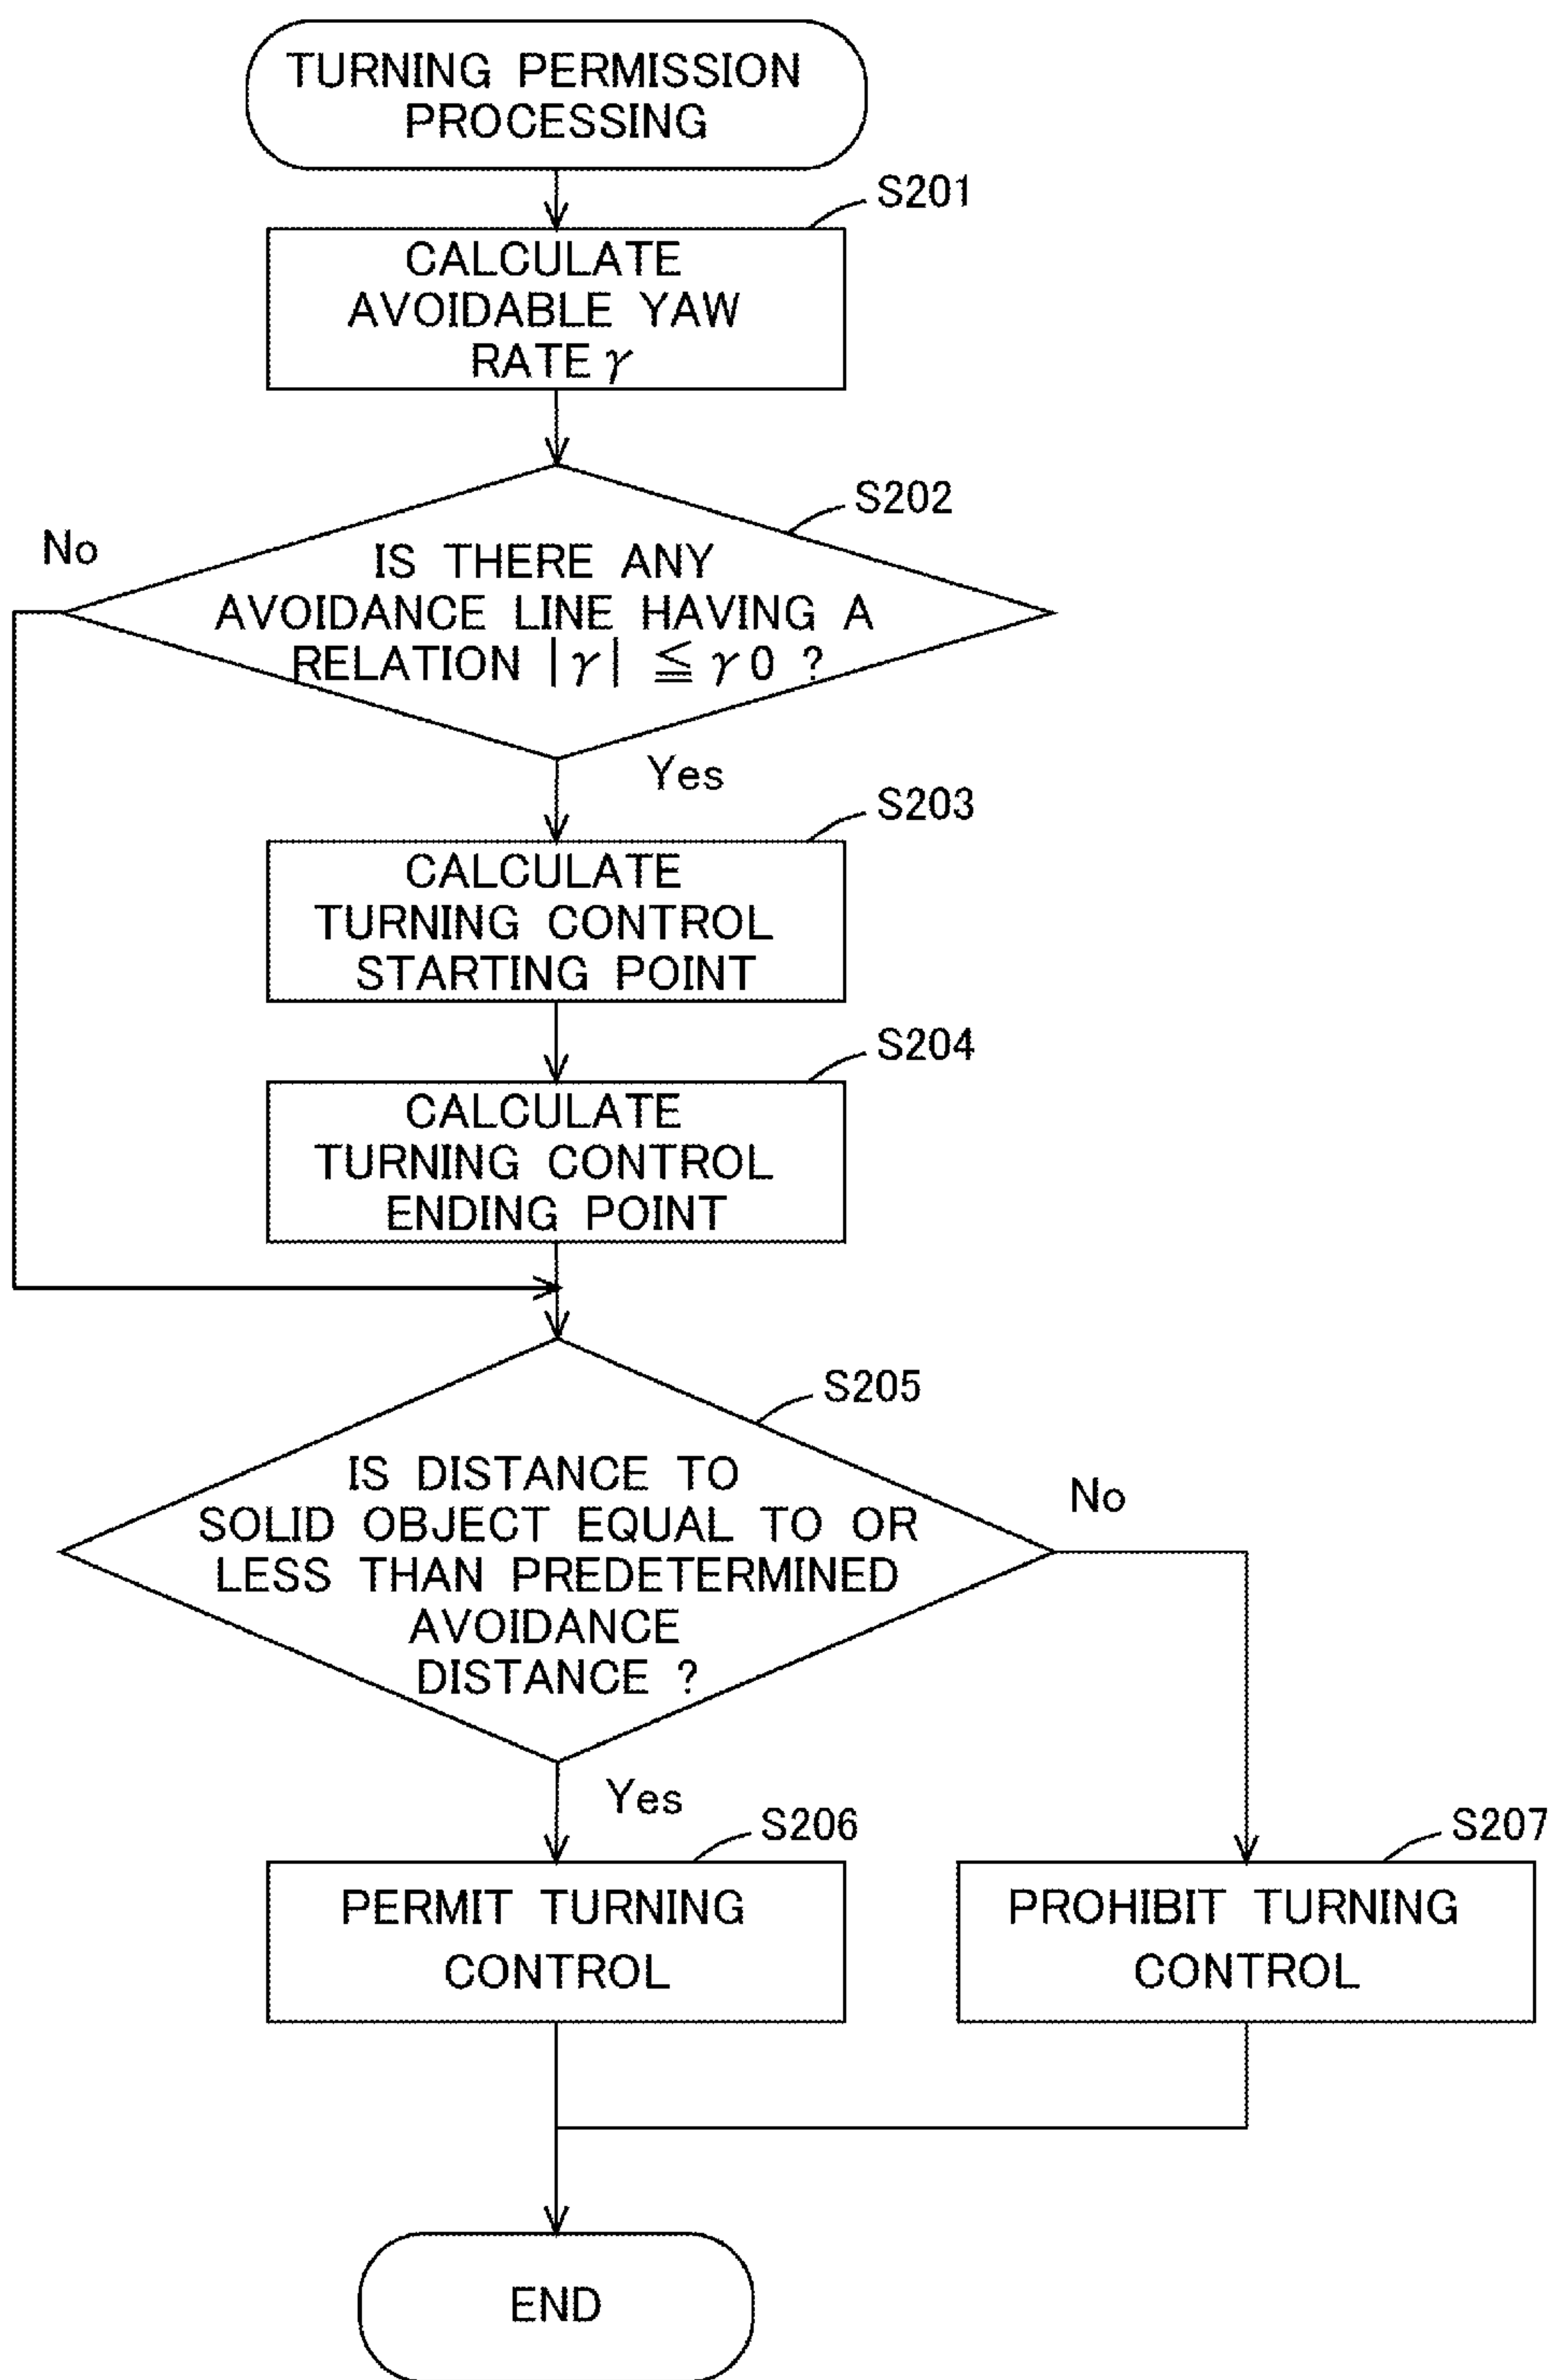 TURNING PERMISSION
PROCESSING
S201
CALCULATE
AVOIDABLE YAW
RATE γ
S202
No
IS THERE ANY
AVOIDANCE LINE HAVING A
RELATION |γ| ≦ γ0 ?
Yes
S203
CALCULATE
TURNING CONTROL
STARTING POINT
S204
CALCULATE
TURNING CONTROL
ENDING POINT
S205
IS DISTANCE TO
SOLID OBJECT EQUAL TO OR
LESS THAN PREDETERMINED
AVOIDANCE
DISTANCE ?
No
Yes
S206
PERMIT TURNING
CONTROL
S207
PROHIBIT TURNING
CONTROL
END